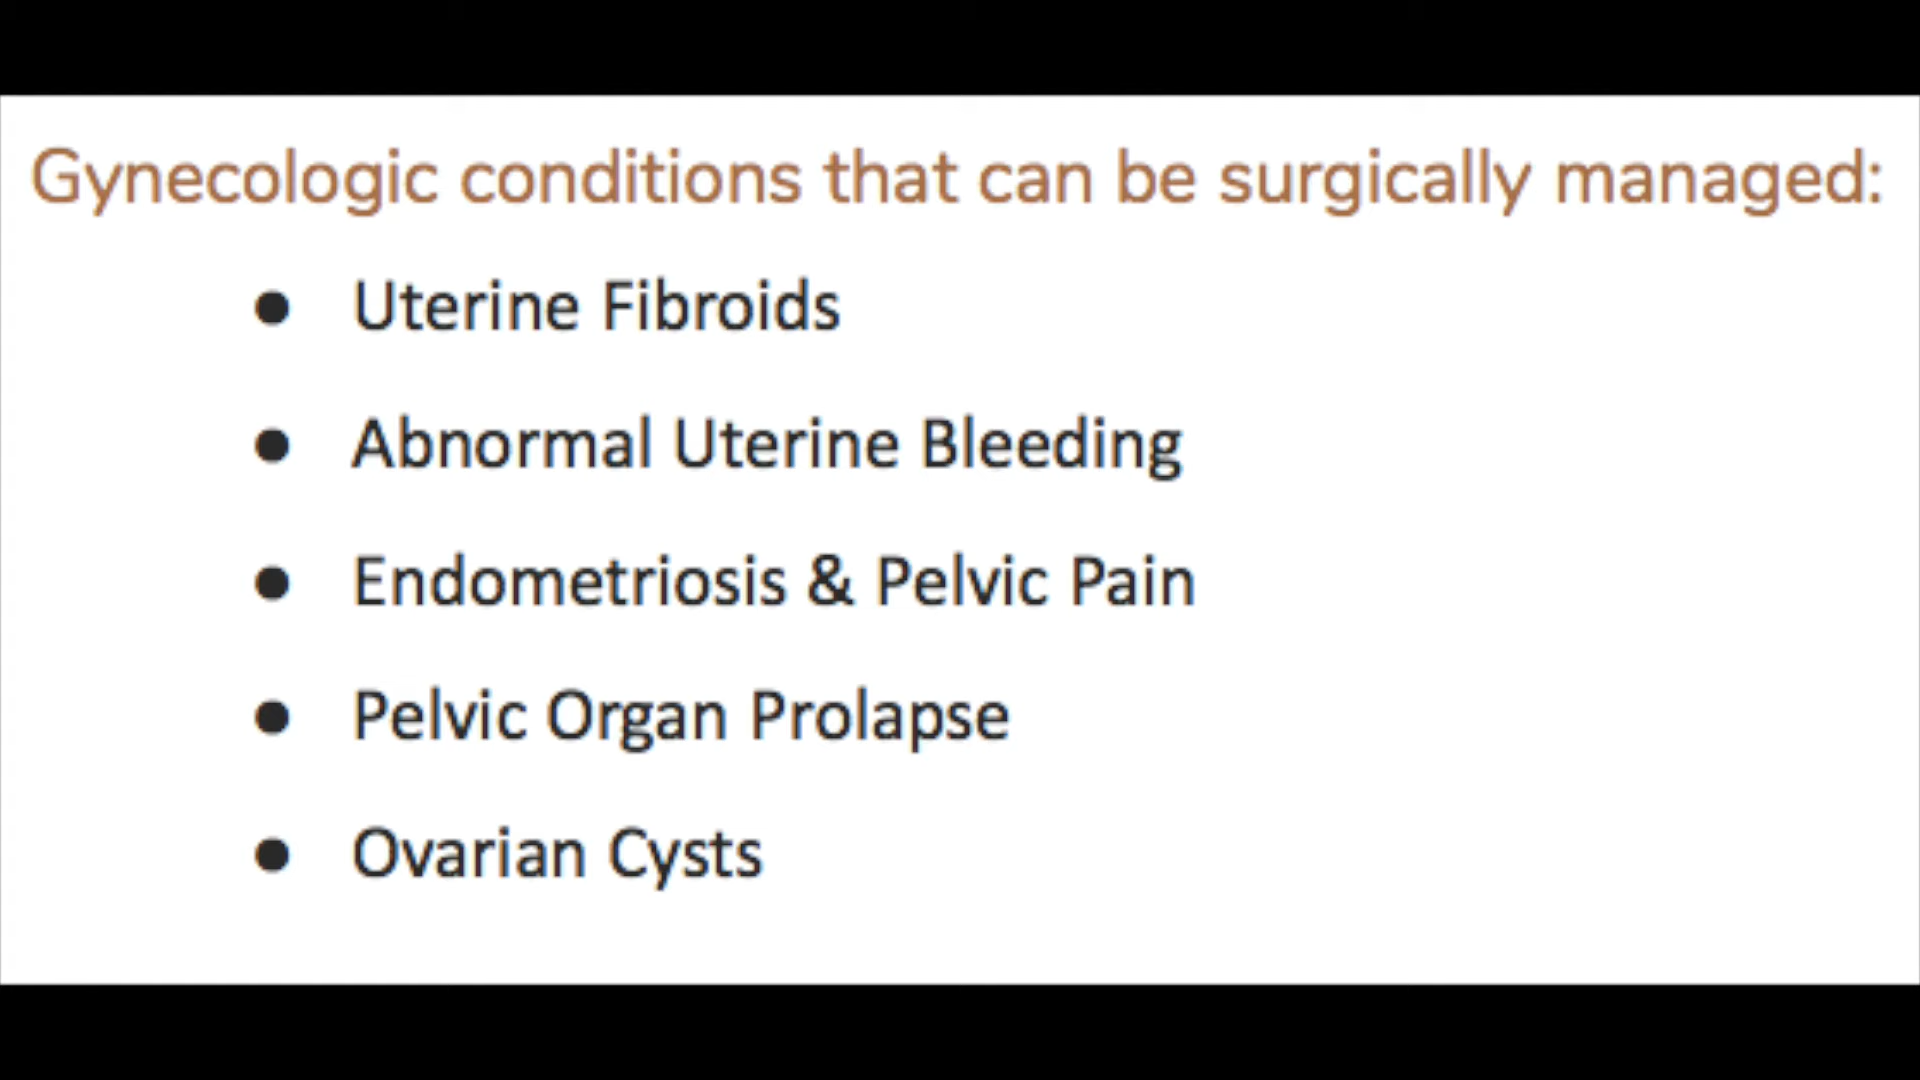 Gynecologic conditions that can be surgically managed:
● Uterine Fibroids
● Abnormal Uterine Bleeding
● Endometriosis & Pelvic Pain
● Pelvic Organ Prolapse
● Ovarian Cysts